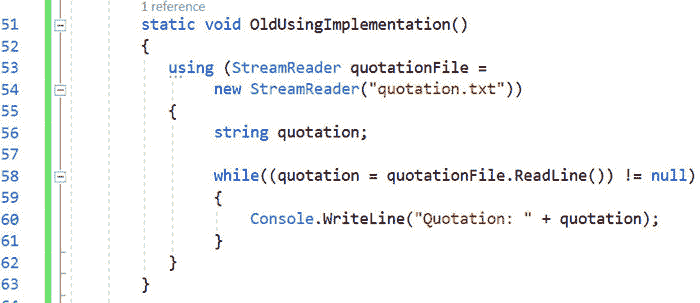 1 reference
51 static void OldUsingImplementation()
52 {
53 using (StreamReader quotationFile =
54 new StreamReader("quotation.txt"))
55 {
56 string quotation;
57
58 while((quotation = quotationFile.ReadLine()) != null)
59 {
60 Console.WriteLine("Quotation: " + quotation);
61 }
62 }
63 }